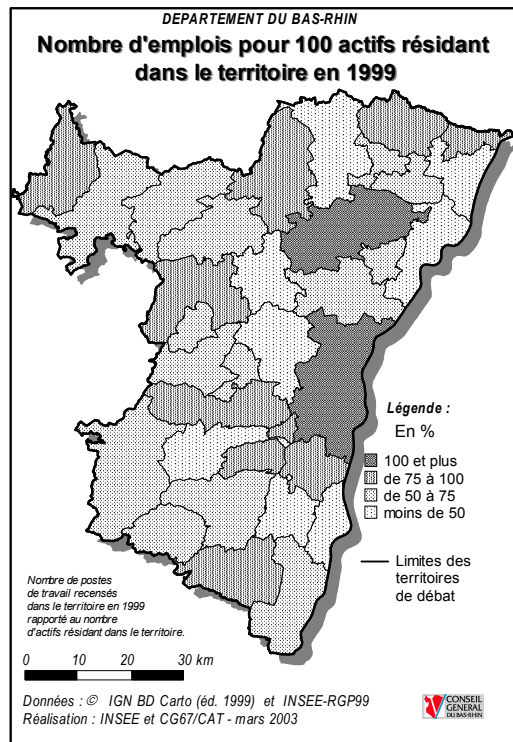 DEPARTEMENT DU BAS-RHIN
Nombre d'emplois pour 100 actifs résidant
dans le territoire en 1999
Légende :
En %
100 et plus
de 75 à 100
de 50 à 75
moins de 50
Limites des
territoires
de débat
Nombre de postes
de travail recensés
dans le territoire en 1999
rapporté au nombre
d'actifs résidant dans le territoire.
0 10 20 30 km
Données : © IGN BD Carto (éd. 1999) et INSEE-RGP99
Réalisation : INSEE et CG67/CAT - mars 2003
CONSEIL
GENERAL
DU BAS-RHIN